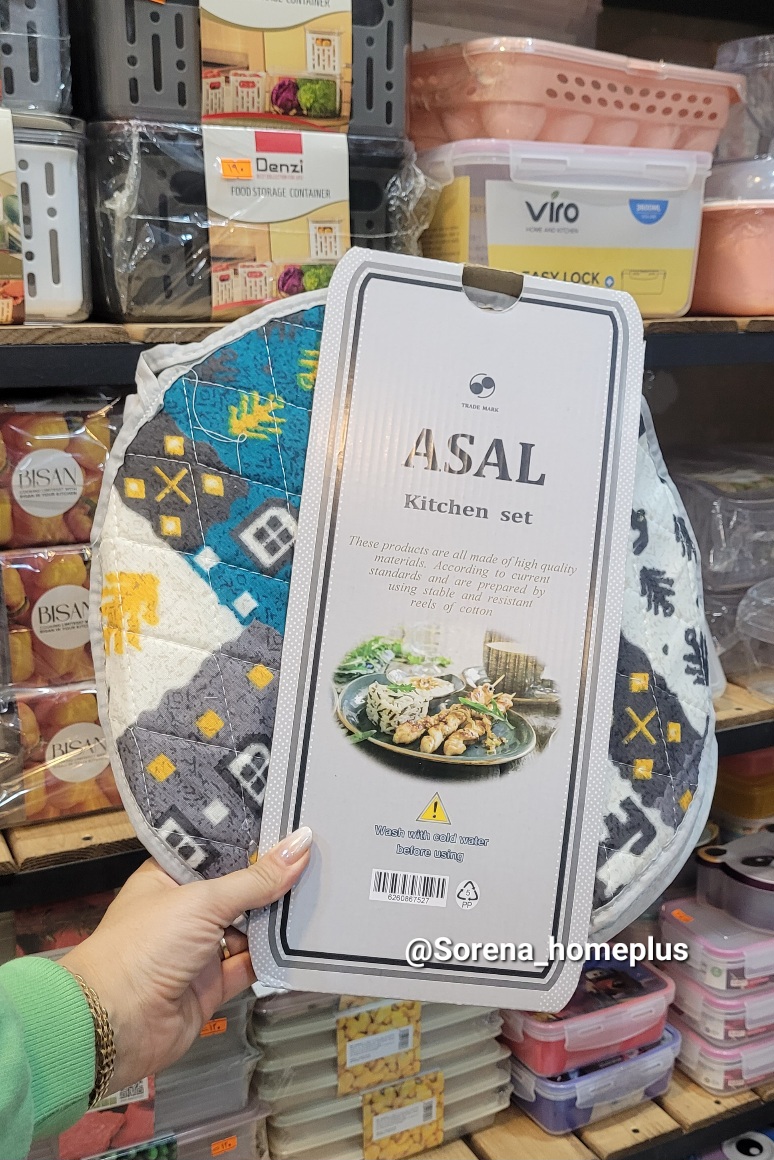 Denzi
FOOD STORAGE CONTAINER
viro
HOME AND KITCHEN
EASY LOCK
TRADE MARK
ASAL
Kitchen set
These products are all made of high quality
materials. According to current
standards and are prepared by
using stable and resistant
reels of cotton
BISAN
BISAN
BISAN
Wash with cold water
before using
6260867527
5
PP
@Sorena_homeplus